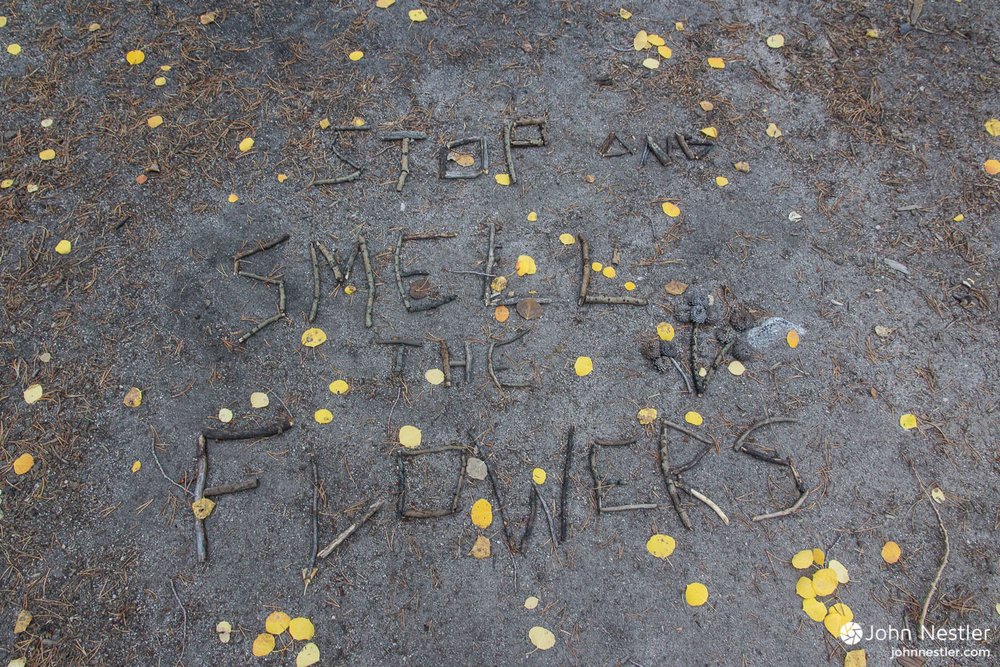 STOP AND
SMELL
THE
FLOWERS
John Nestler
johnnestler.com